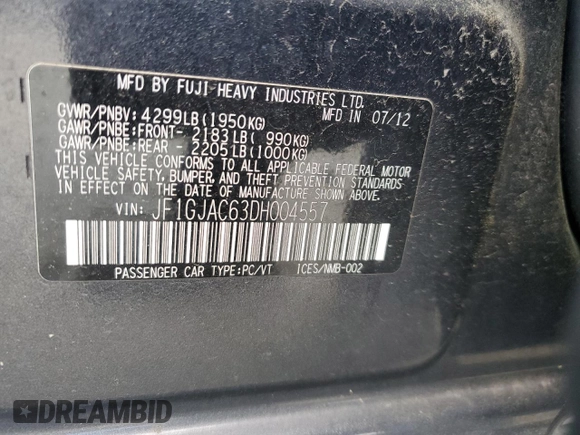 MFD BY FUJI HEAVY INDUSTRIES LTD.
MFD IN 07/12
GVWR/PNBV: 4299LB(1950KG)
GAWR/PNBE:FRONT- 2183LB( 990KG)
GAWR/PNBE:REAR - 2205LB(1000KG)
THIS VEHICLE CONFORMS TO ALL APPLICABLE FEDERAL MOTOR
VEHICLE SAFETY, BUMPER, AND THEFT PREVENTION STANDARDS
IN EFFECT ON THE DATE OF MANUFACTURE SHOWN ABOVE.
VIN: JF1GJAC63DH004557
PASSENGER CAR TYPE:PC/VT ICES/NMB-002
DREAMBID